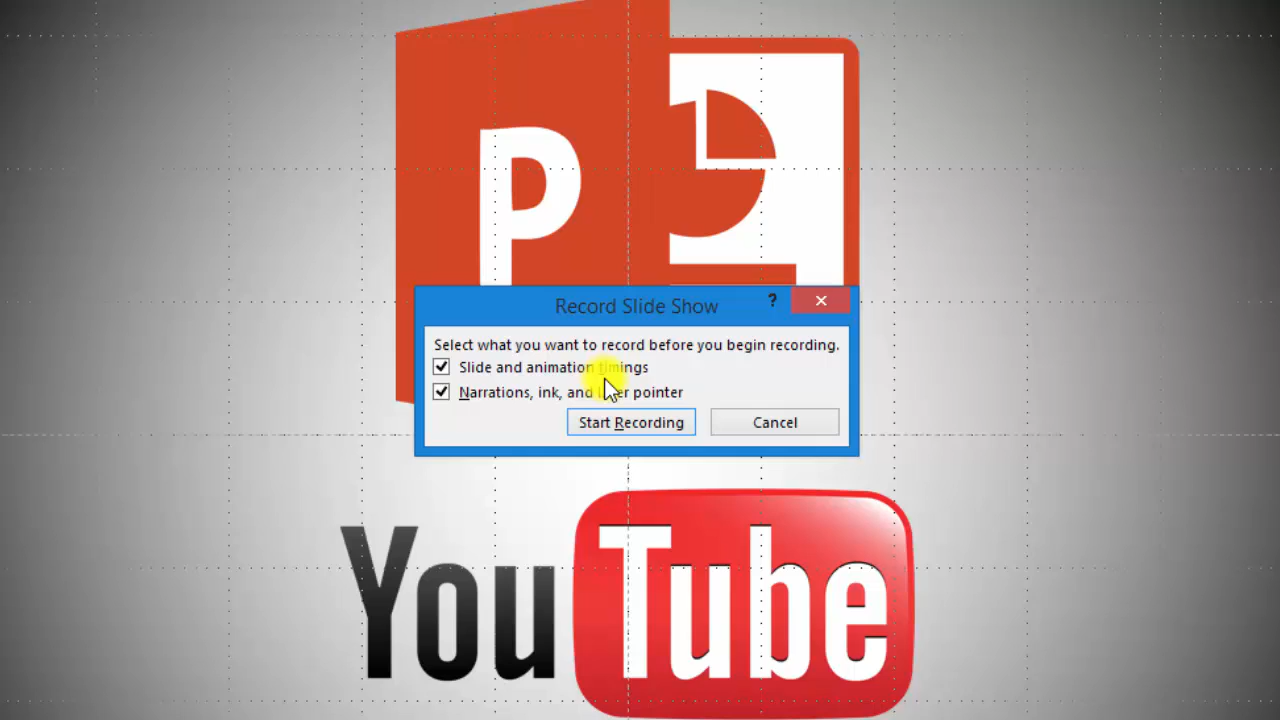 P
Record Slide Show
?
Select what you want to record before you begin recording.
Slide and animation timings
Narrations, ink, and laser pointer
Start Recording
Cancel
YouTube